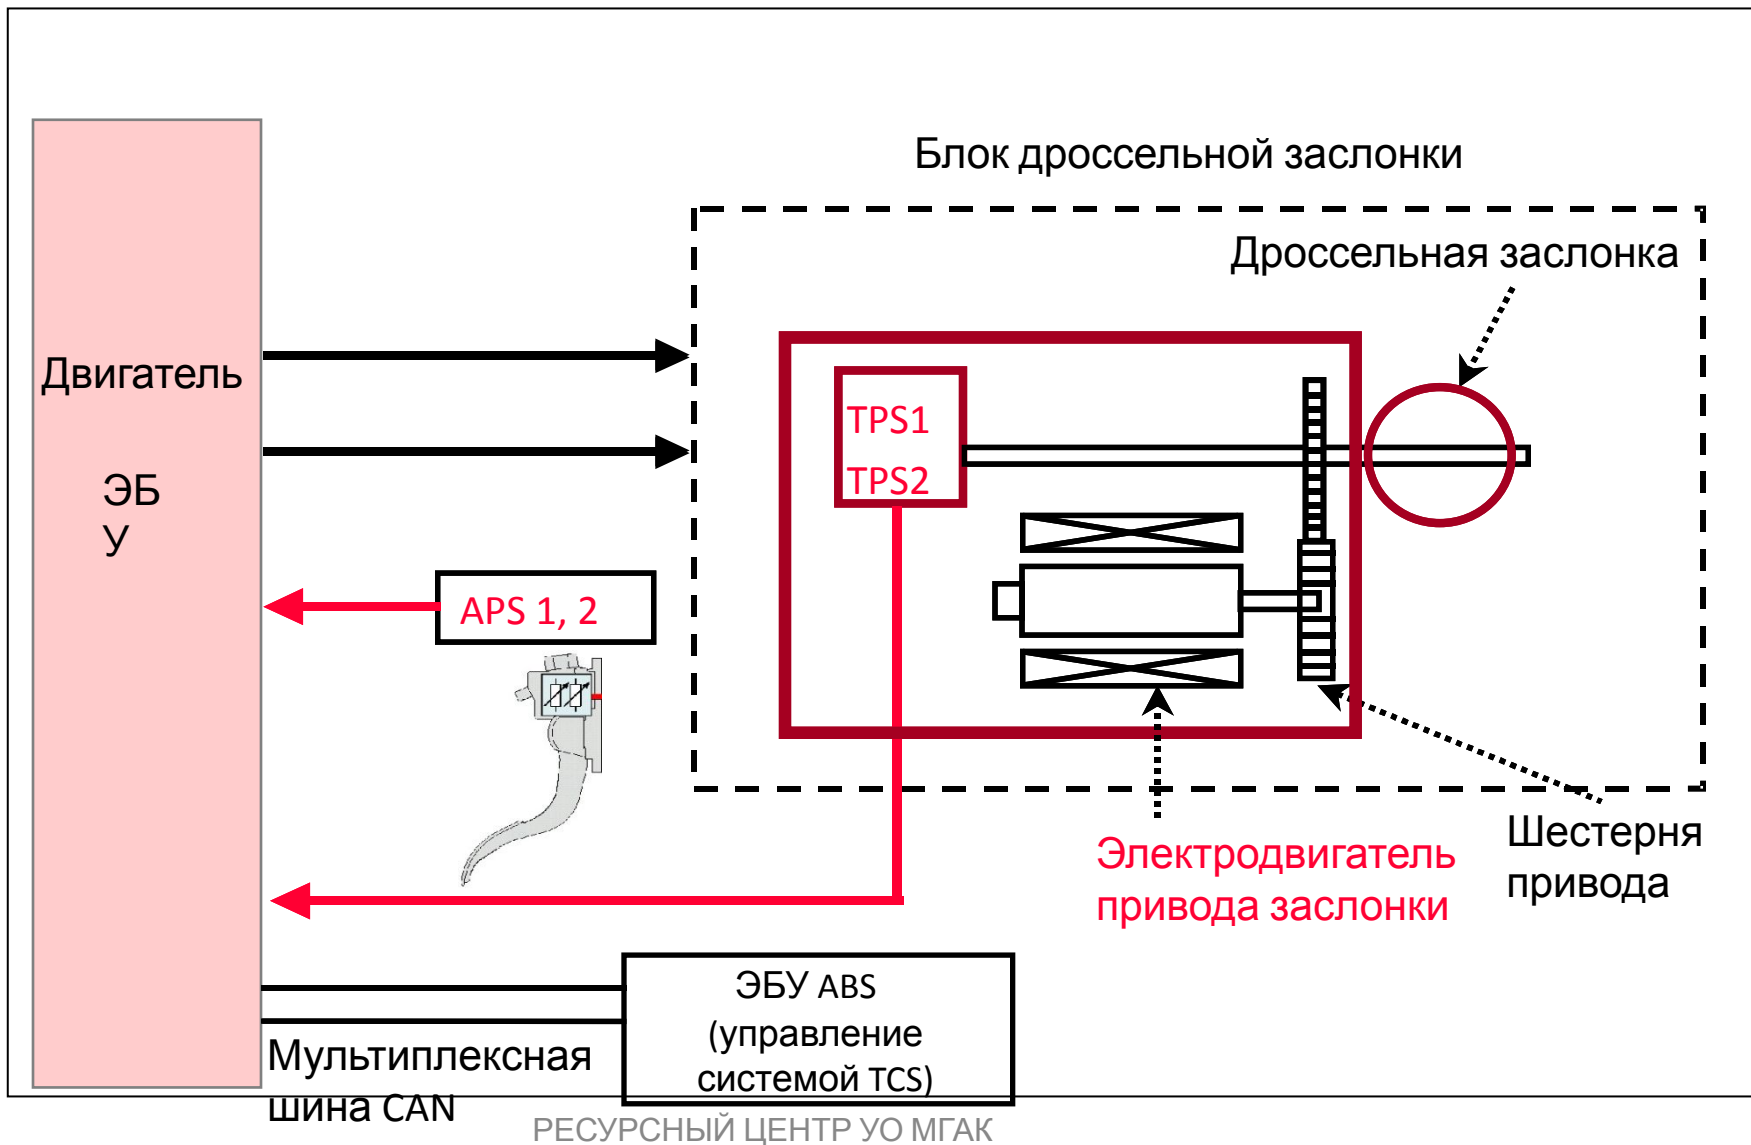 Блок дроссельной заслонки
Дроссельная заслонка
Двигатель
ЭБ
У
TPS1
TPS2
APS 1, 2
Электродвигатель
привода заслонки
Шестерня
привода
ЭБУ ABS
(управление
системой TCS)
Мультиплексная
шина CAN
РЕСУРСНЫЙ ЦЕНТР УО МГАК